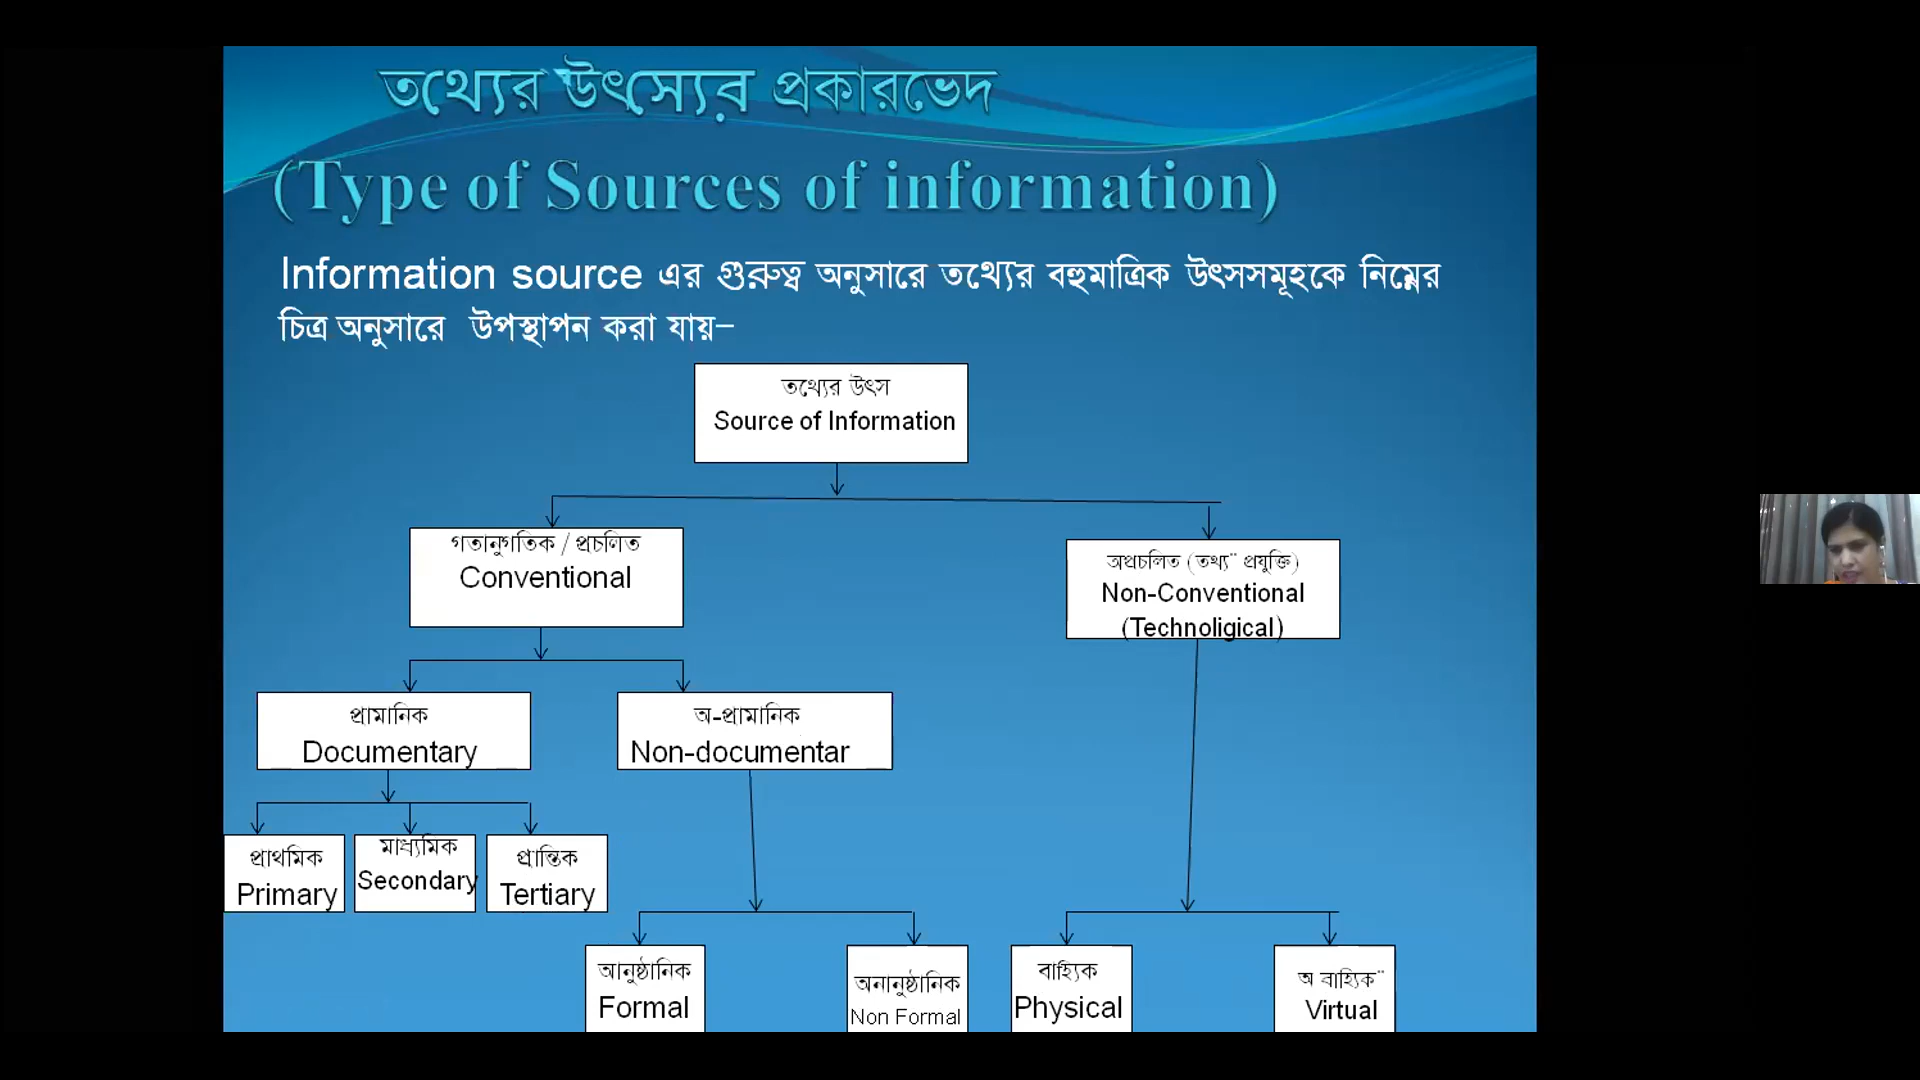 তথ্যের উৎস্যের প্রকারভেদ
(Type of Sources of information)
Information source এর গুরুত্ব অনুসারে তথ্যের বহুমাত্রিক উৎসসমূহকে নিম্নের
চিত্র অনুসারে উপস্থাপন করা যায়–
তথ্যের উৎস
Source of Information
গতানুগতিক / প্রচলিত
Conventional
অপ্রচলিত (তথ্য¨ প্রযুক্তি)
Non-Conventional
(Technoligical)
প্রামানিক
Documentary
অ-প্রামানিক
Non-documentar
প্রাথমিক
Primary
মাধ্যমিক
Secondary
প্রান্তিক
Tertiary
আনুষ্ঠানিক
Formal
অনানুষ্ঠানিক
Non Formal
বাহ্যিক
Physical
অ বাহ্যিক¨
Virtual